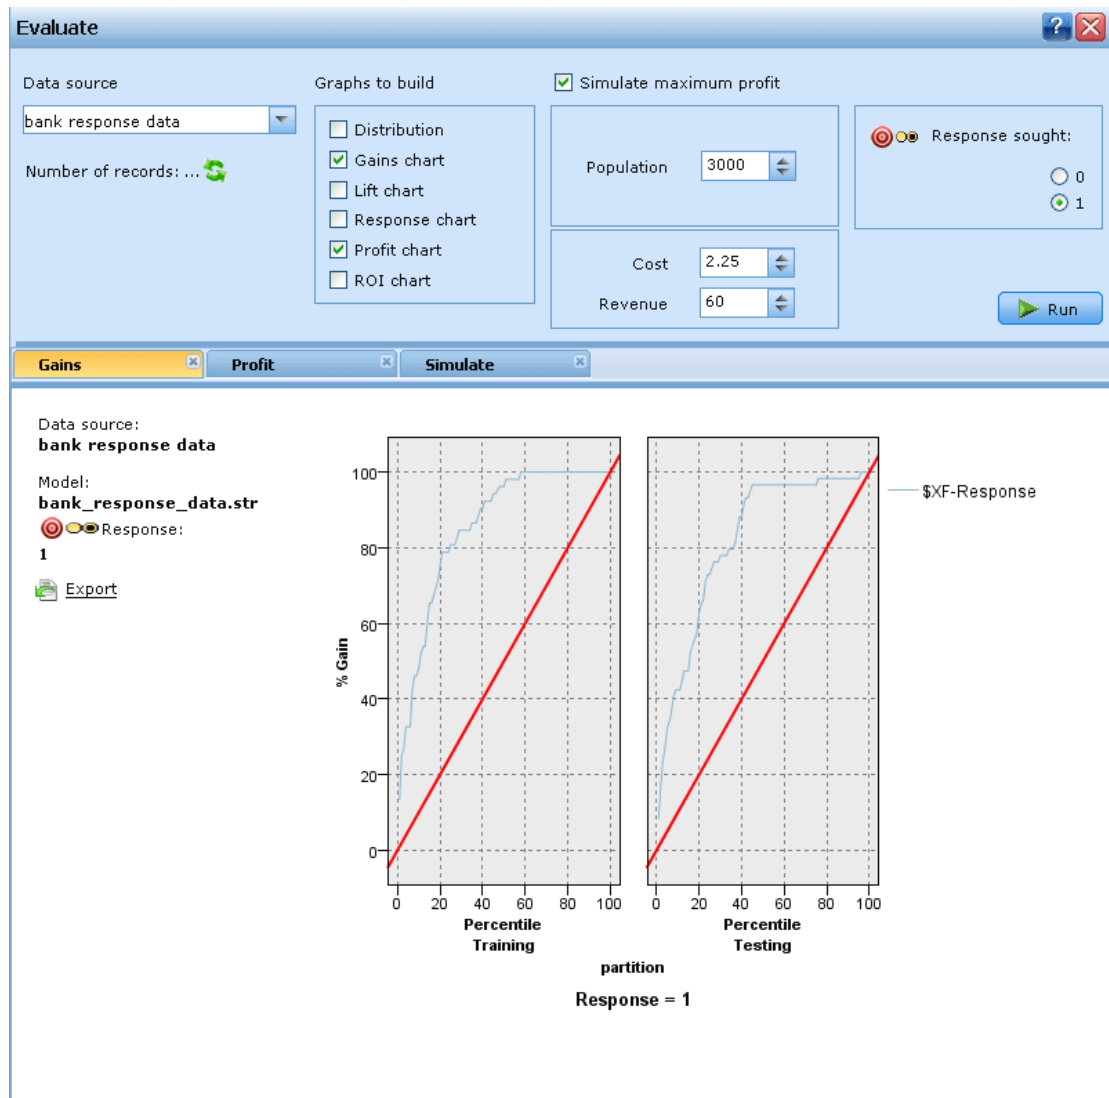 Evaluate
Data source
Graphs to build
Simulate maximum profit
bank response data
Number of records: ...
Distribution
Gains chart
Lift chart
Response chart
Profit chart
ROI chart
Population
3000
Cost
2.25
Revenue
60
Response sought:
0
1
Run
Gains
Profit
Simulate
Data source:
bank response data
Model:
bank_response_data.str
Response:
1
Export
% Gain
100
80
60
40
20
0
0 20 40 60 80 100
Percentile
Training
0 20 40 60 80 100
Percentile
Testing
$XF-Response
partition
Response = 1